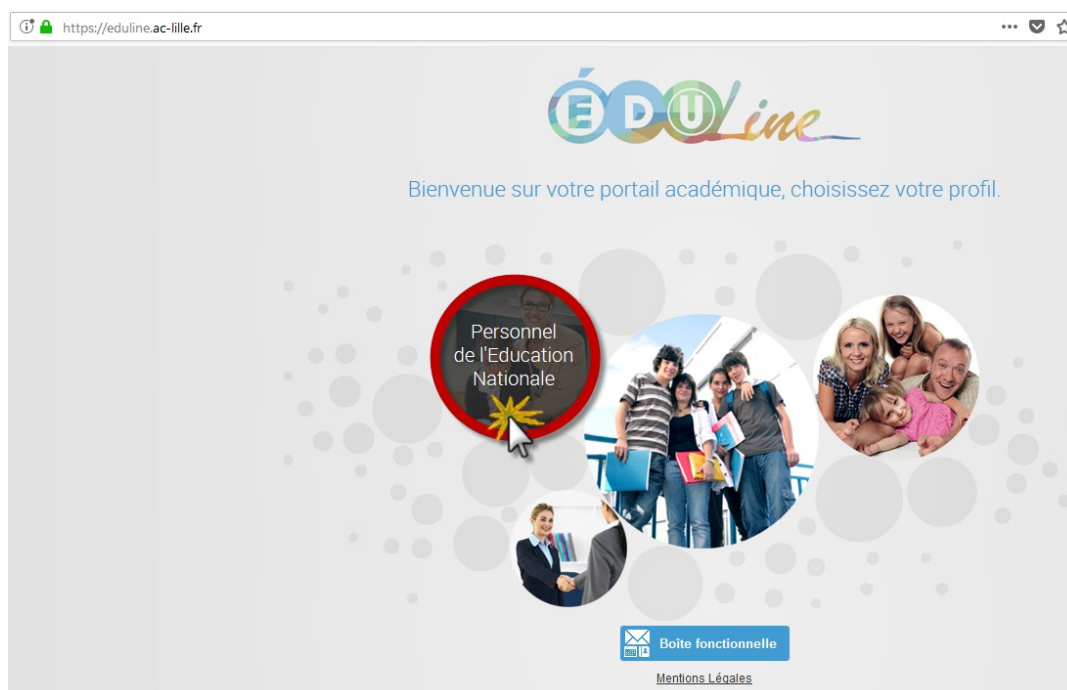 https://eduline.ac-lille.fr
ÉDULine
Bienvenue sur votre portail académique, choisissez votre profil.
Personnel
de l'Education
Nationale
Boîte fonctionnelle
Mentions Légales